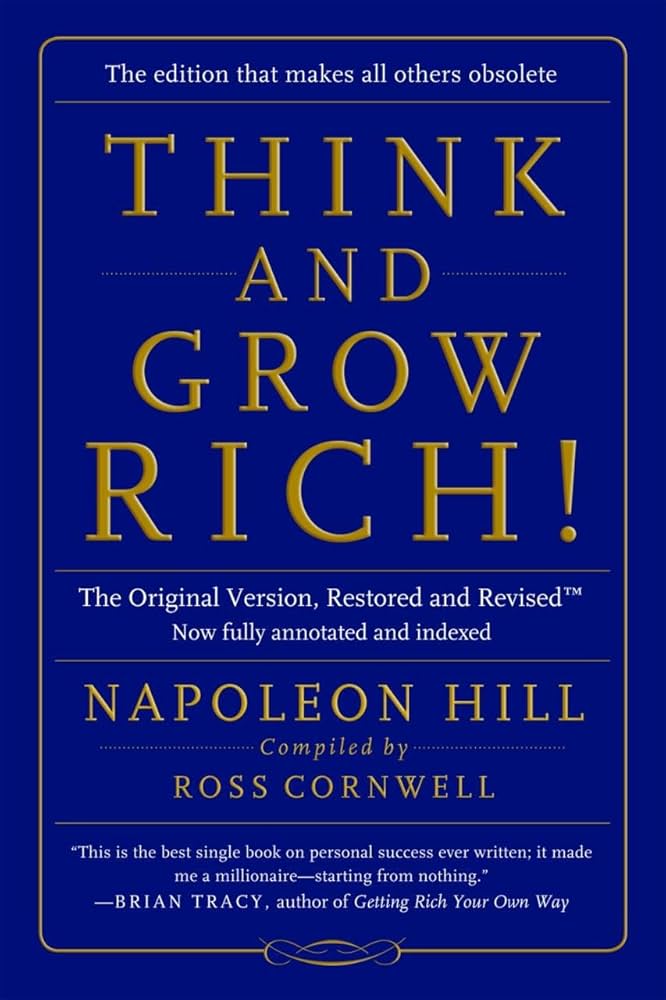 The edition that makes all others obsolete
THINK
AND
GROW
RICH!
The Original Version, Restored and Revised™
Now fully annotated and indexed
NAPOLEON HILL
Compiled by
ROSS CORNWELL
“This is the best single book on personal success ever written; it made
me a millionaire—starting from nothing.”
—BRIAN TRACY, author of Getting Rich Your Own Way